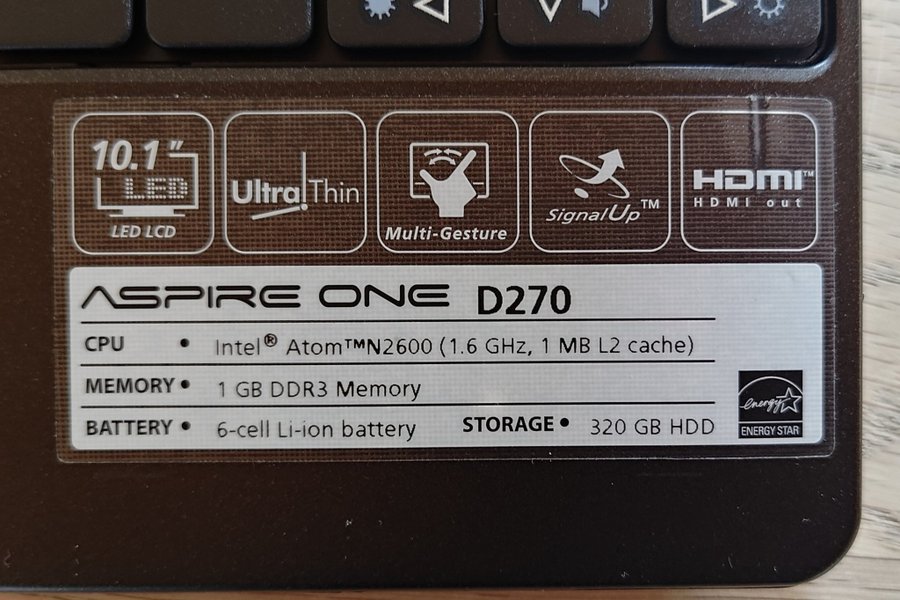 10.1"
LED
LED LCD
Ultra Thin
Multi-Gesture
SignalUp™
HDMI™
HDMI out
ASPIRE ONE D270
CPU • Intel® Atom™N2600 (1.6 GHz, 1 MB L2 cache)
MEMORY • 1 GB DDR3 Memory
BATTERY • 6-cell Li-ion battery STORAGE • 320 GB HDD
energy
ENERGY STAR